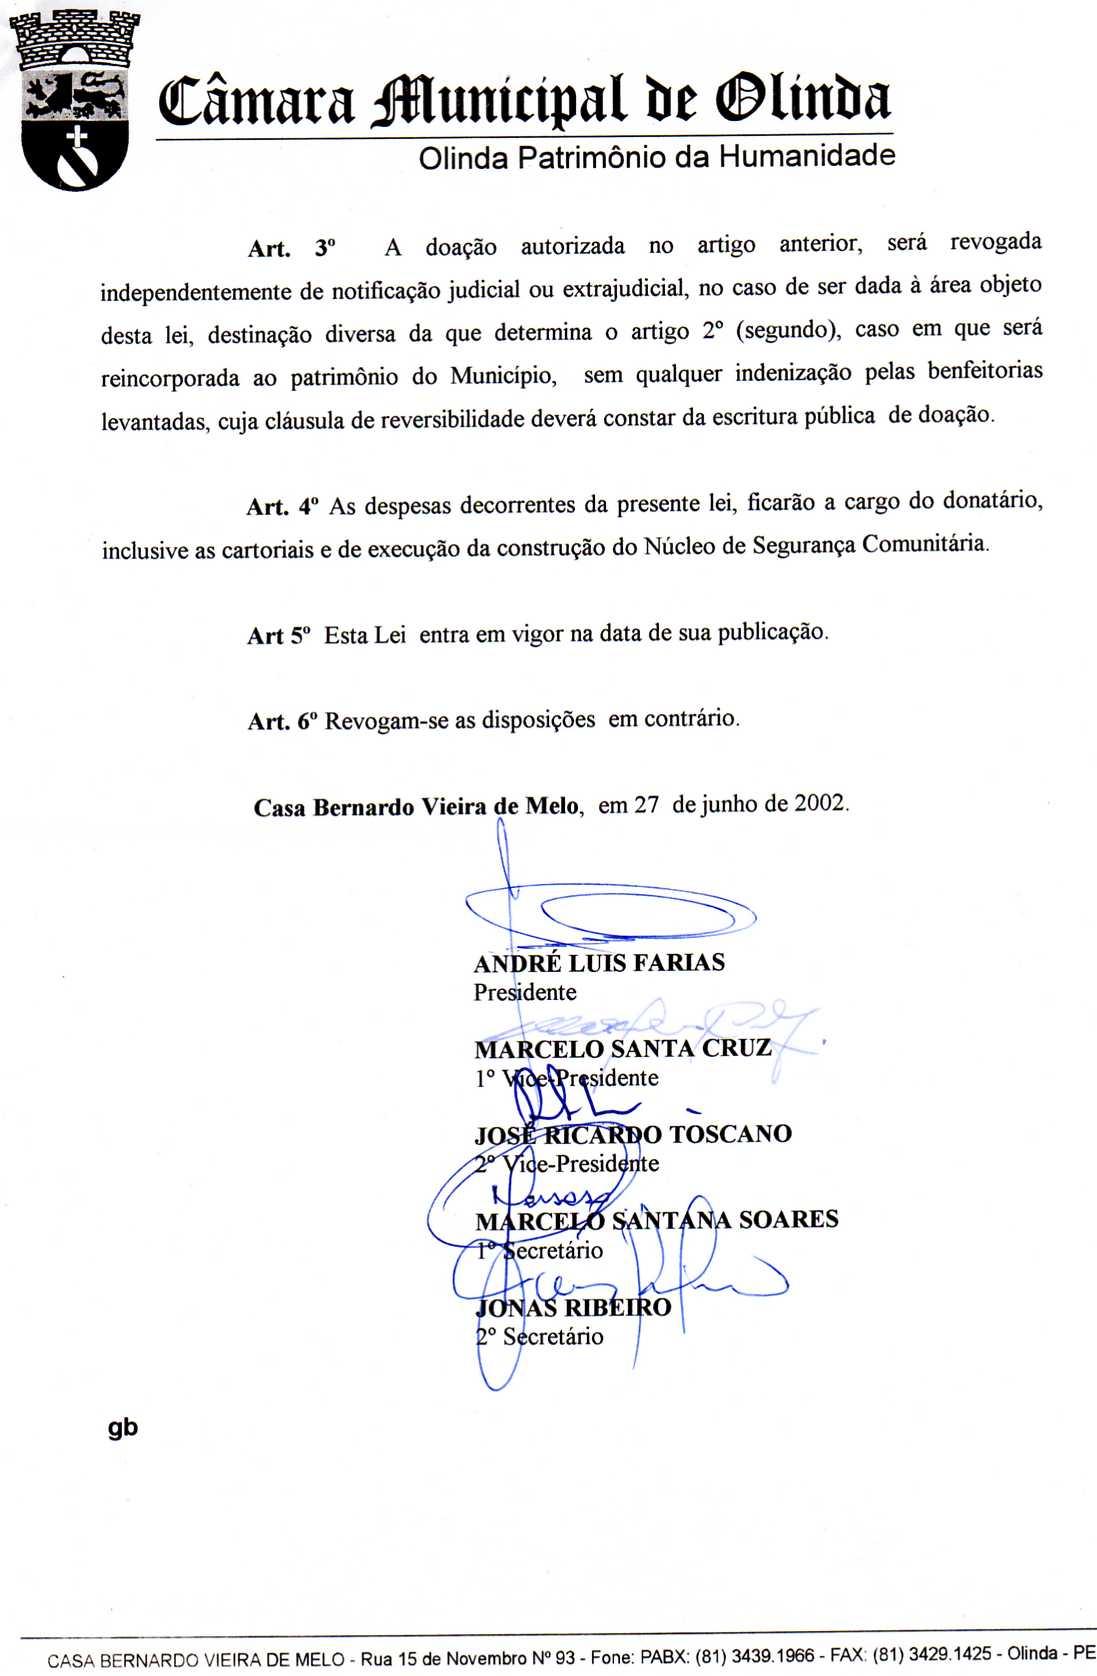 Câmara Municipal de Olinda
Olinda Patrimônio da Humanidade
Art. 3º A doação autorizada no artigo anterior, será revogada
independentemente de notificação judicial ou extrajudicial, no caso de ser dada à área objeto
desta lei, destinação diversa da que determina o artigo 2º (segundo), caso em que será
reincorporada ao patrimônio do Município, sem qualquer indenização pelas benfeitorias
levantadas, cuja cláusula de reversibilidade deverá constar da escritura pública de doação.
Art. 4º As despesas decorrentes da presente lei, ficarão a cargo do donatário,
inclusive as cartoriais e de execução da construção do Núcleo de Segurança Comunitária.
Art 5º Esta Lei entra em vigor na data de sua publicação.
Art. 6º Revogam-se as disposições em contrário.
Casa Bernardo Vieira de Melo, em 27 de junho de 2002.
ANDRÉ LUIS FARIAS
Presidente
MARCELO SANTA CRUZ
1º Vice-Presidente
JOSÉ RICARDO TOSCANO
2º Vice-Presidente
MARCELO SANTANA SOARES
1º Secretário
JONAS RIBEIRO
2º Secretário
gb
CASA BERNARDO VIEIRA DE MELO - Rua 15 de Novembro Nº 93 - Fone: PABX: (81) 3439.1966 - FAX: (81) 3429.1425 - Olinda - PE